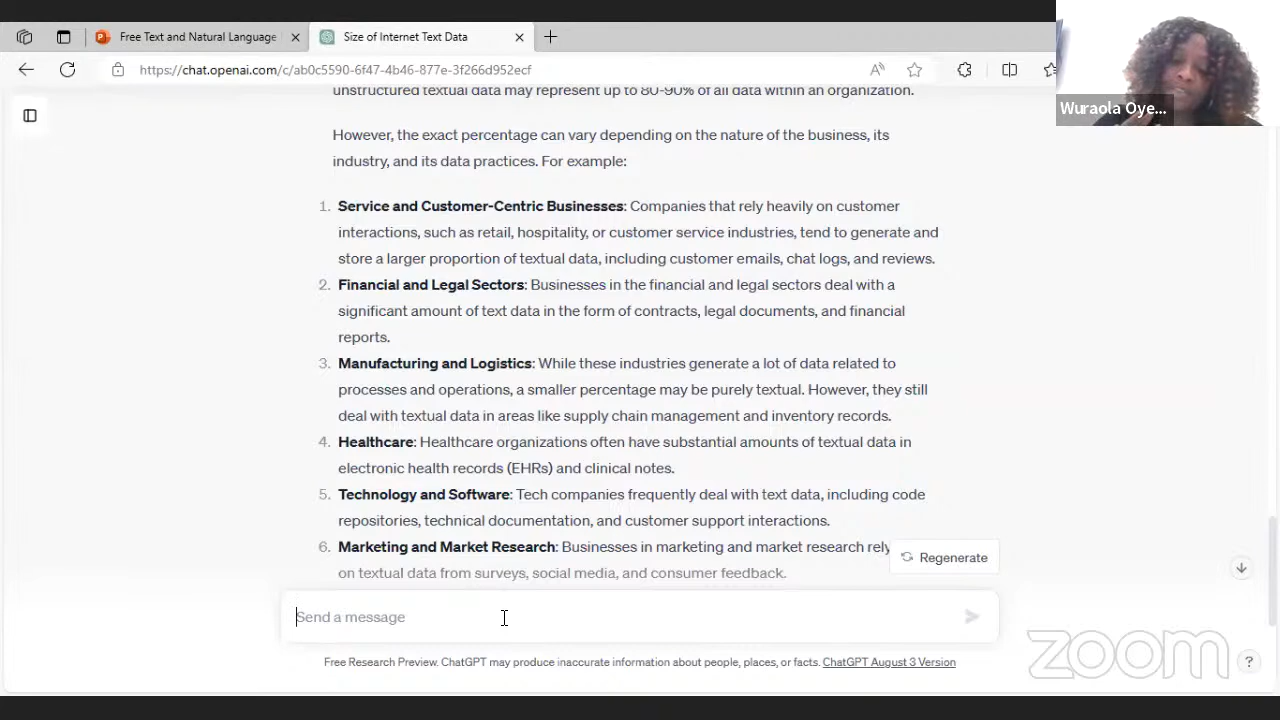 Free Text and Natural Language
Size of Internet Text Data
https://chat.openai.com/c/ab0c5590-6f47-4b46-877e-3f266d952ecf
Wuraola Oye...
unstructured textual data may represent up to 80-90% of all data within an organization.
However, the exact percentage can vary depending on the nature of the business, its
industry, and its data practices. For example:
1. Service and Customer-Centric Businesses: Companies that rely heavily on customer
interactions, such as retail, hospitality, or customer service industries, tend to generate and
store a larger proportion of textual data, including customer emails, chat logs, and reviews.
2. Financial and Legal Sectors: Businesses in the financial and legal sectors deal with a
significant amount of text data in the form of contracts, legal documents, and financial
reports.
3. Manufacturing and Logistics: While these industries generate a lot of data related to
processes and operations, a smaller percentage may be purely textual. However, they still
deal with textual data in areas like supply chain management and inventory records.
4. Healthcare: Healthcare organizations often have substantial amounts of textual data in
electronic health records (EHRs) and clinical notes.
5. Technology and Software: Tech companies frequently deal with text data, including code
repositories, technical documentation, and customer support interactions.
6. Marketing and Market Research: Businesses in marketing and market research rely
on textual data from surveys, social media, and consumer feedback.
Regenerate
Send a message
Free Research Preview. ChatGPT may produce inaccurate information about people, places, or facts. ChatGPT August 3 Version
zoom
?